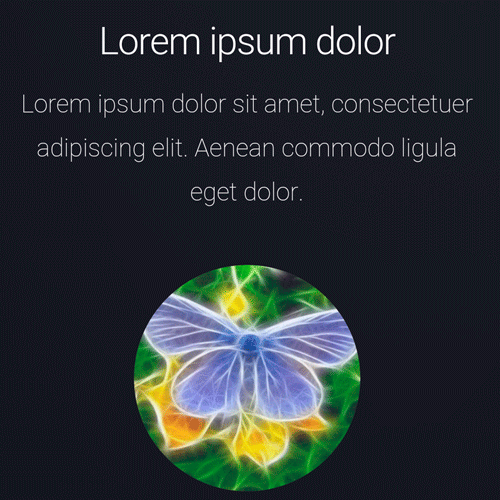 Lorem ipsum dolor
Lorem ipsum dolor sit amet, consectetuer
adipiscing elit. Aenean commodo ligula
eget dolor.